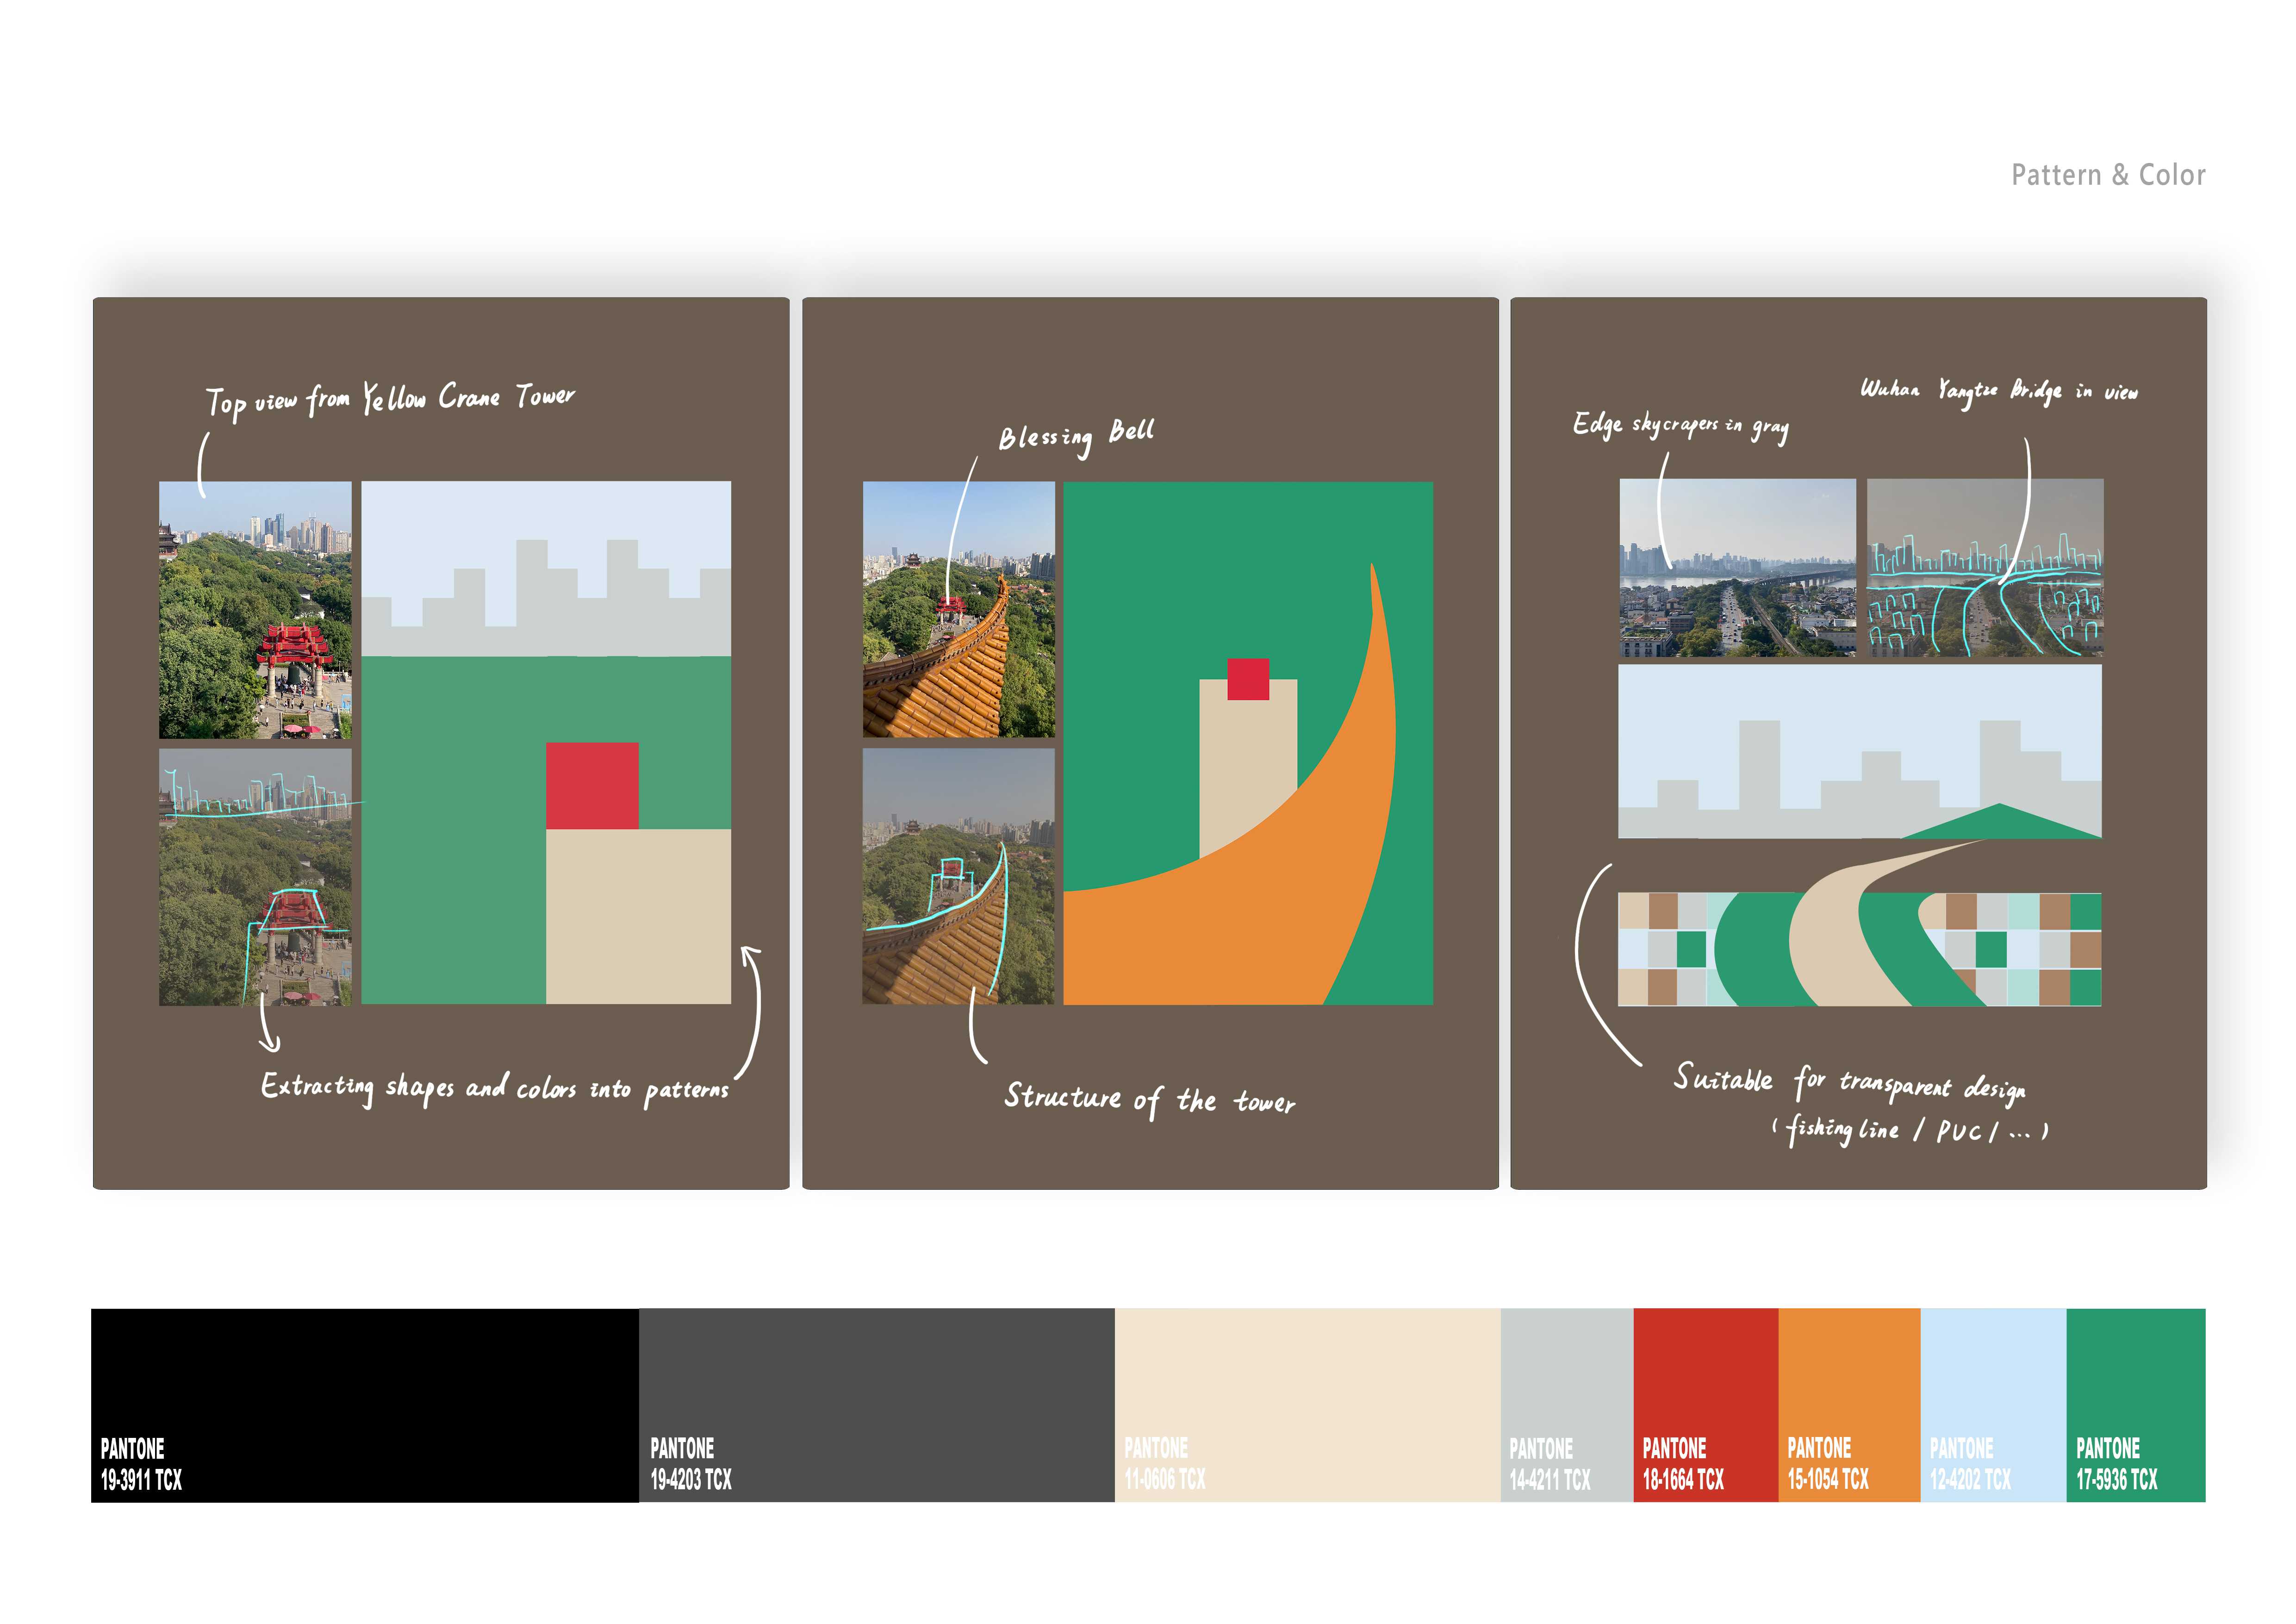 Pattern & Color
Top view from Yellow Crane Tower
Extracting shapes and colors into patterns
Blessing Bell
Structure of the tower
Edge skycrapers in gray
Wuhan Yangtze Bridge in view
Suitable for transparent design
(fishing line / PVC / ...)
PANTONE
19-3911 TCX
PANTONE
19-4203 TCX
PANTONE
11-0606 TCX
PANTONE
14-4211 TCX
PANTONE
18-1664 TCX
PANTONE
15-1054 TCX
PANTONE
12-4202 TCX
PANTONE
17-5936 TCX